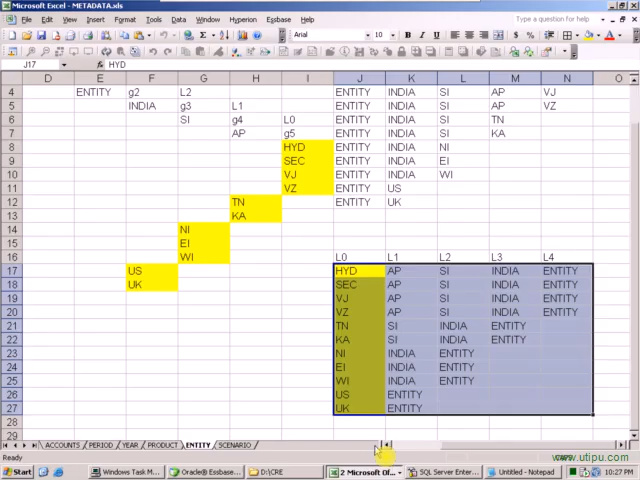 Microsoft Excel - METADATA.xls
File Edit View Insert Format Tools Data Window Hyperion Essbase Help
Type a question for help
Arial 10 B I U
J17 HYD
D E F G H I J K L M N O
4 ENTITY g2 L2 ENTITY INDIA SI AP VJ
5 INDIA g3 L1 ENTITY INDIA SI AP VZ
6 SI g4 L0 ENTITY INDIA SI TN
7 AP g5 ENTITY INDIA SI KA
8 HYD ENTITY INDIA NI
9 SEC ENTITY INDIA EI
10 VJ ENTITY INDIA WI
11 VZ ENTITY US
12 TN ENTITY UK
13 KA
14 NI
15 EI
16 WI L0 L1 L2 L3 L4
17 US HYD AP SI INDIA ENTITY
18 UK SEC AP SI INDIA ENTITY
19 VJ AP SI INDIA ENTITY
20 VZ AP SI INDIA ENTITY
21 TN SI INDIA ENTITY
22 KA SI INDIA ENTITY
23 NI INDIA ENTITY
24 EI INDIA ENTITY
25 WI INDIA ENTITY
26 US ENTITY
27 UK ENTITY
28
29
ACCOUNTS PERIOD YEAR PRODUCT ENTITY SCENARIO
Ready
www.utipu.com
Start Windows Task M... Oracle® Essbase... D:\CRE 2 Microsoft Of... SQL Server Enter... Untitled - Notepad 10:27 PM